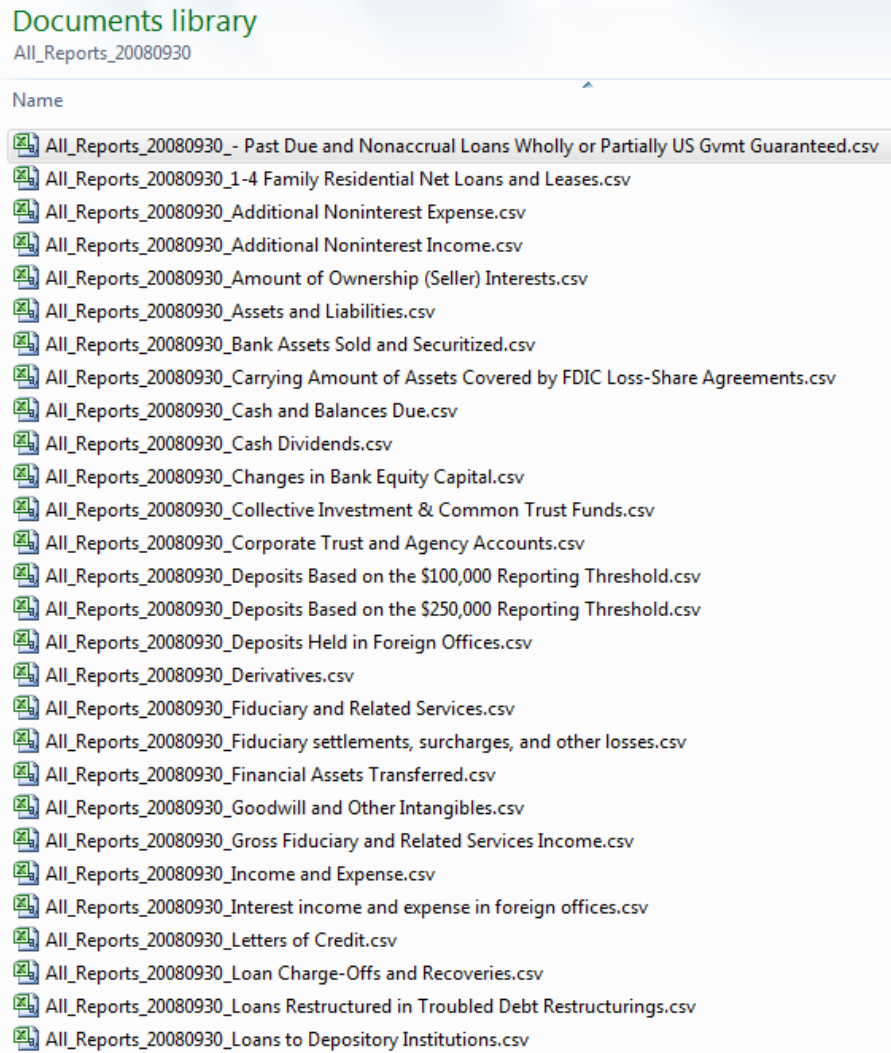 Documents library
All_Reports_20080930
Name
All_Reports_20080930_- Past Due and Nonaccrual Loans Wholly or Partially US Gvmt Guaranteed.csv
All_Reports_20080930_1-4 Family Residential Net Loans and Leases.csv
All_Reports_20080930_Additional Noninterest Expense.csv
All_Reports_20080930_Additional Noninterest Income.csv
All_Reports_20080930_Amount of Ownership (Seller) Interests.csv
All_Reports_20080930_Assets and Liabilities.csv
All_Reports_20080930_Bank Assets Sold and Securitized.csv
All_Reports_20080930_Carrying Amount of Assets Covered by FDIC Loss-Share Agreements.csv
All_Reports_20080930_Cash and Balances Due.csv
All_Reports_20080930_Cash Dividends.csv
All_Reports_20080930_Changes in Bank Equity Capital.csv
All_Reports_20080930_Collective Investment & Common Trust Funds.csv
All_Reports_20080930_Corporate Trust and Agency Accounts.csv
All_Reports_20080930_Deposits Based on the $100,000 Reporting Threshold.csv
All_Reports_20080930_Deposits Based on the $250,000 Reporting Threshold.csv
All_Reports_20080930_Deposits Held in Foreign Offices.csv
All_Reports_20080930_Derivatives.csv
All_Reports_20080930_Fiduciary and Related Services.csv
All_Reports_20080930_Fiduciary settlements, surcharges, and other losses.csv
All_Reports_20080930_Financial Assets Transferred.csv
All_Reports_20080930_Goodwill and Other Intangibles.csv
All_Reports_20080930_Gross Fiduciary and Related Services Income.csv
All_Reports_20080930_Income and Expense.csv
All_Reports_20080930_Interest income and expense in foreign offices.csv
All_Reports_20080930_Letters of Credit.csv
All_Reports_20080930_Loan Charge-Offs and Recoveries.csv
All_Reports_20080930_Loans Restructured in Troubled Debt Restructurings.csv
All_Reports_20080930_Loans to Depository Institutions.csv